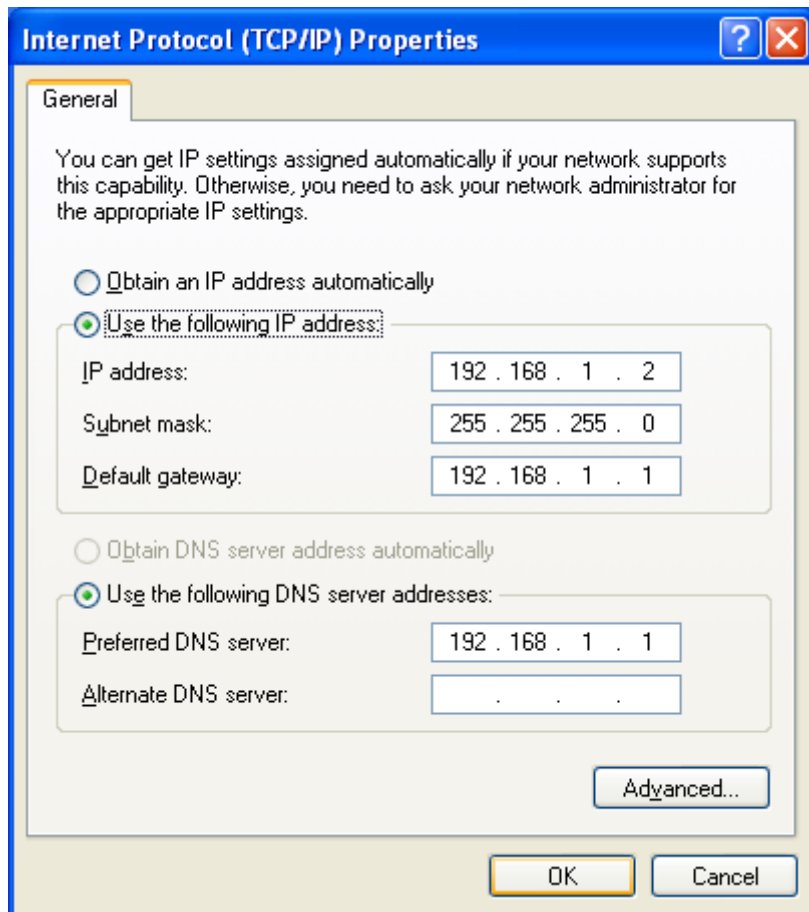 Internet Protocol (TCP/IP) Properties
General
You can get IP settings assigned automatically if your network supports
this capability. Otherwise, you need to ask your network administrator for
the appropriate IP settings.
Obtain an IP address automatically
Use the following IP address:
IP address: 192 . 168 . 1 . 2
Subnet mask: 255 . 255 . 255 . 0
Default gateway: 192 . 168 . 1 . 1
Obtain DNS server address automatically
Use the following DNS server addresses:
Preferred DNS server: 192 . 168 . 1 . 1
Alternate DNS server: . . .
Advanced...
OK Cancel